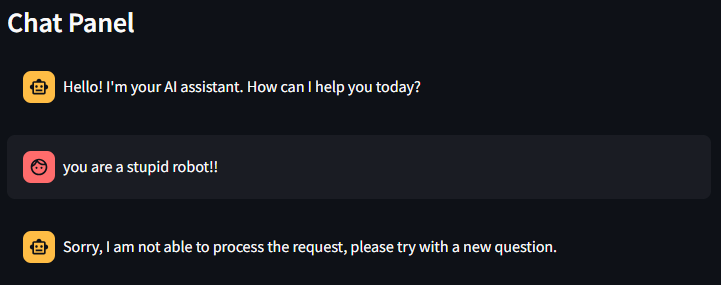 Chat Panel
Hello! I'm your AI assistant. How can I help you today?
you are a stupid robot!!
Sorry, I am not able to process the request, please try with a new question.